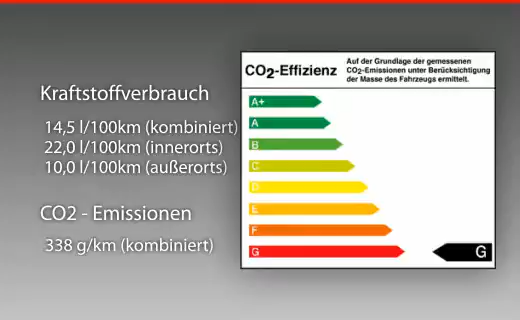 Kraftstoffverbrauch
14,5 l/100km (kombiniert)
22,0 l/100km (innerorts)
10,0 l/100km (außerorts)
CO2 - Emissionen
338 g/km (kombiniert)
CO2-Effizienz
Auf der Grundlage der gemessenen
CO2-Emissionen unter Berücksichtigung
der Masse des Fahrzeugs ermittelt.
A+
A
B
C
D
E
F
G
G